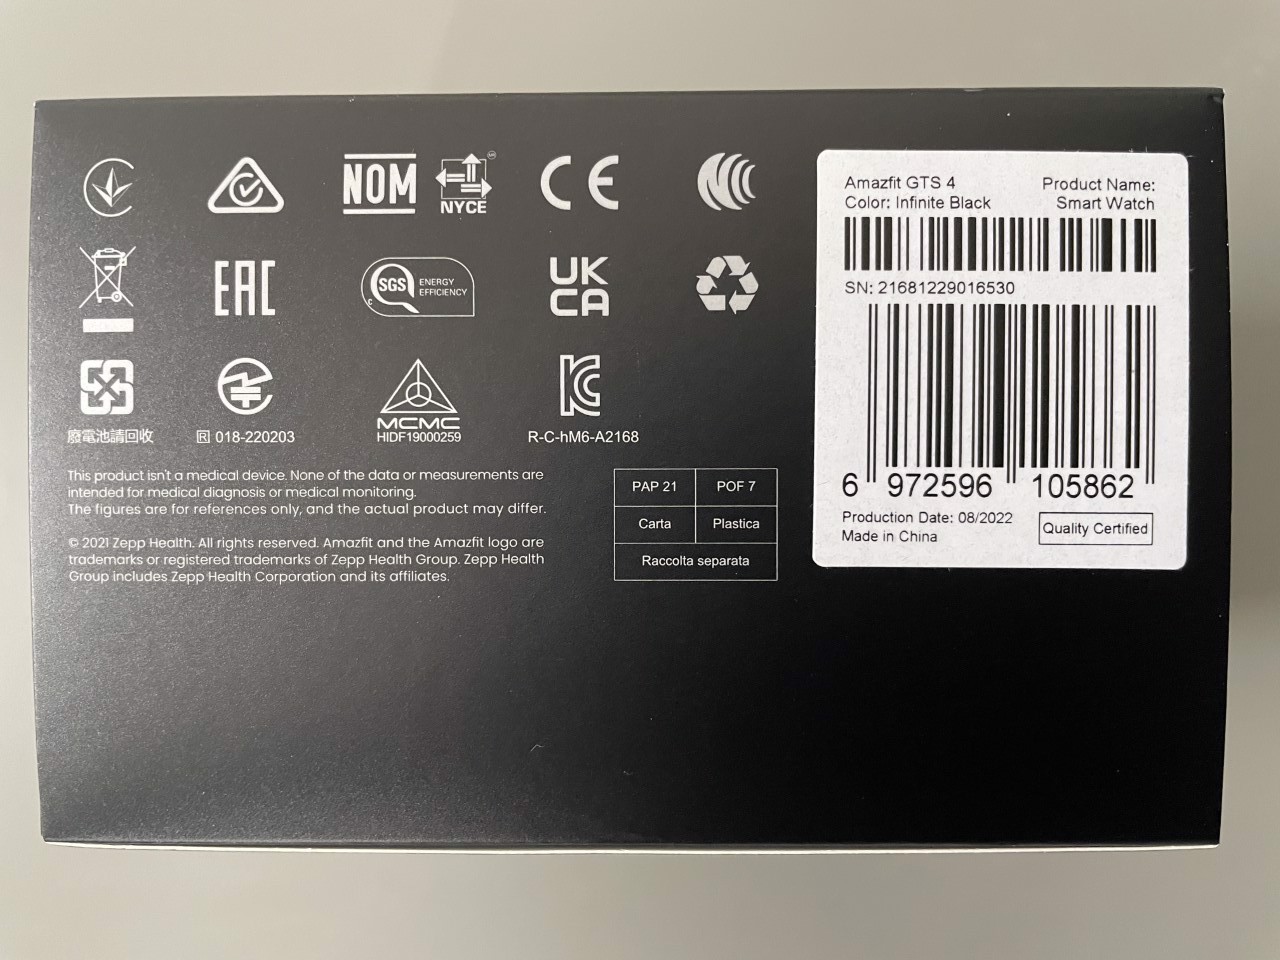 NOM
NYCE
CE
EAC
SGS ENERGY
EFFICIENCY
C
UK
CA
廢電池請回收
R 018-220203
MCMC
HIDF19000259
R-C-hM6-A2168
This product isn't a medical device. None of the data or measurements are
intended for medical diagnosis or medical monitoring.
The figures are for references only, and the actual product may differ.
© 2021 Zepp Health. All rights reserved. Amazfit and the Amazfit logo are
trademarks or registered trademarks of Zepp Health Group. Zepp Health
Group includes Zepp Health Corporation and its affiliates.
PAP 21 POF 7
Carta Plastica
Raccolta separata
Amazfit GTS 4 Product Name:
Color: Infinite Black Smart Watch
SN: 21681229016530
6 972596 105862
Production Date: 08/2022
Made in China
Quality Certified